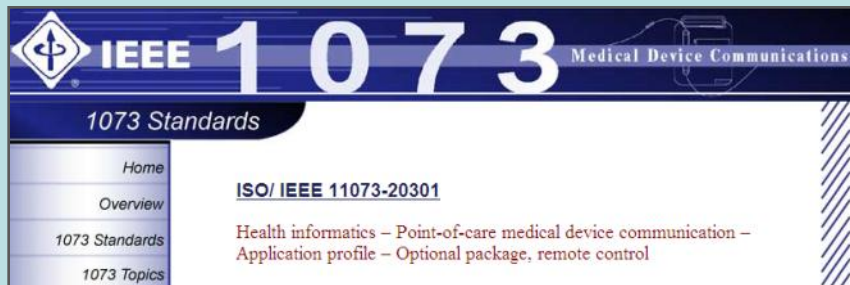 IEEE 1073 Medical Device Communications
1073 Standards
Home
Overview
1073 Standards
1073 Topics
ISO/ IEEE 11073-20301
Health informatics – Point-of-care medical device communication –
Application profile – Optional package, remote control